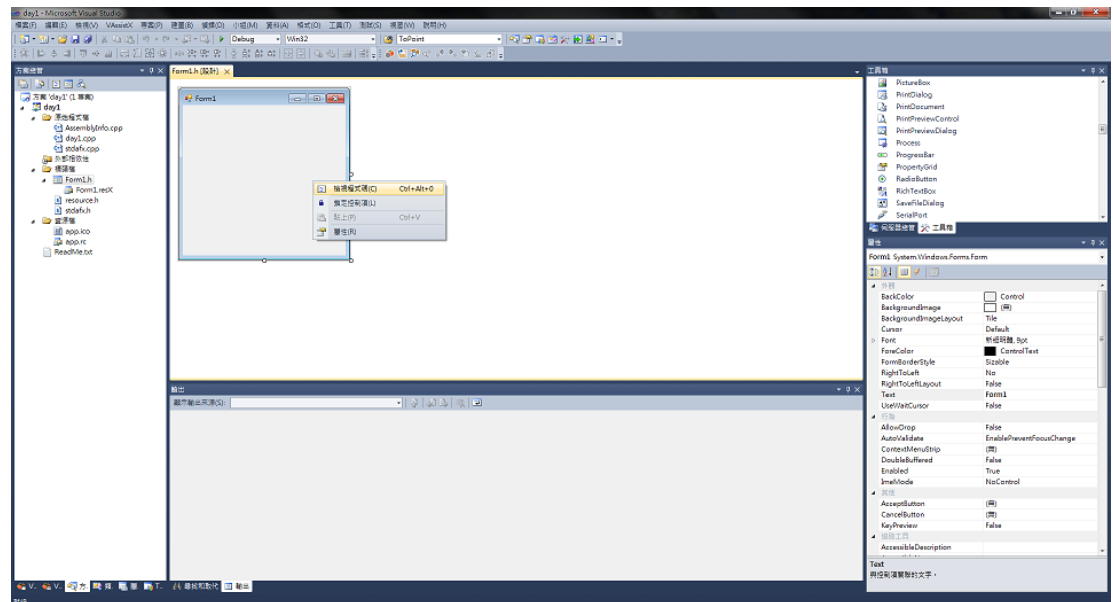 day1 - Microsoft Visual Studio
檔案(F) 編輯(E) 檢視(V) VAssistX 專案(P) 建置(B) 偵錯(D) 小組(M) 資料(A) 格式(O) 工具(T) 測試(S) 視窗(W) 說明(H)
Debug Win32 ToPoint
方案總管
方案 'day1' (1 專案)
day1
原始程式檔
AssemblyInfo.cpp
day1.cpp
stdafx.cpp
外部相依性
標頭檔
Form1.h
Form1.resX
resource.h
stdafx.h
資源檔
app.ico
app.rc
ReadMe.txt
Form1.h [設計]
Form1
檢視程式碼(C) Ctrl+Alt+0
鎖定控制項(L)
貼上(P) Ctrl+V
屬性(R)
輸出
顯示輸出來源(S):
尋找和取代 輸出
工具箱
PictureBox
PrintDialog
PrintDocument
PrintPreviewControl
PrintPreviewDialog
Process
ProgressBar
PropertyGrid
RadioButton
RichTextBox
SaveFileDialog
SerialPort
伺服器總管 工具箱
屬性
Form1 System.Windows.Forms.Form
外觀
BackColor Control
BackgroundImage (無)
BackgroundImageLayout Tile
Cursor Default
Font 新細明體, 9pt
ForeColor ControlText
FormBorderStyle Sizable
RightToLeft No
RightToLeftLayout False
Text Form1
UseWaitCursor False
行為
AllowDrop False
AutoValidate EnablePreventFocusChange
ContextMenuStrip (無)
DoubleBuffered False
Enabled True
ImeMode NoControl
其他
AcceptButton (無)
CancelButton (無)
KeyPreview False
協助工具
AccessibleDescription
Text
與控制項關聯的文字。